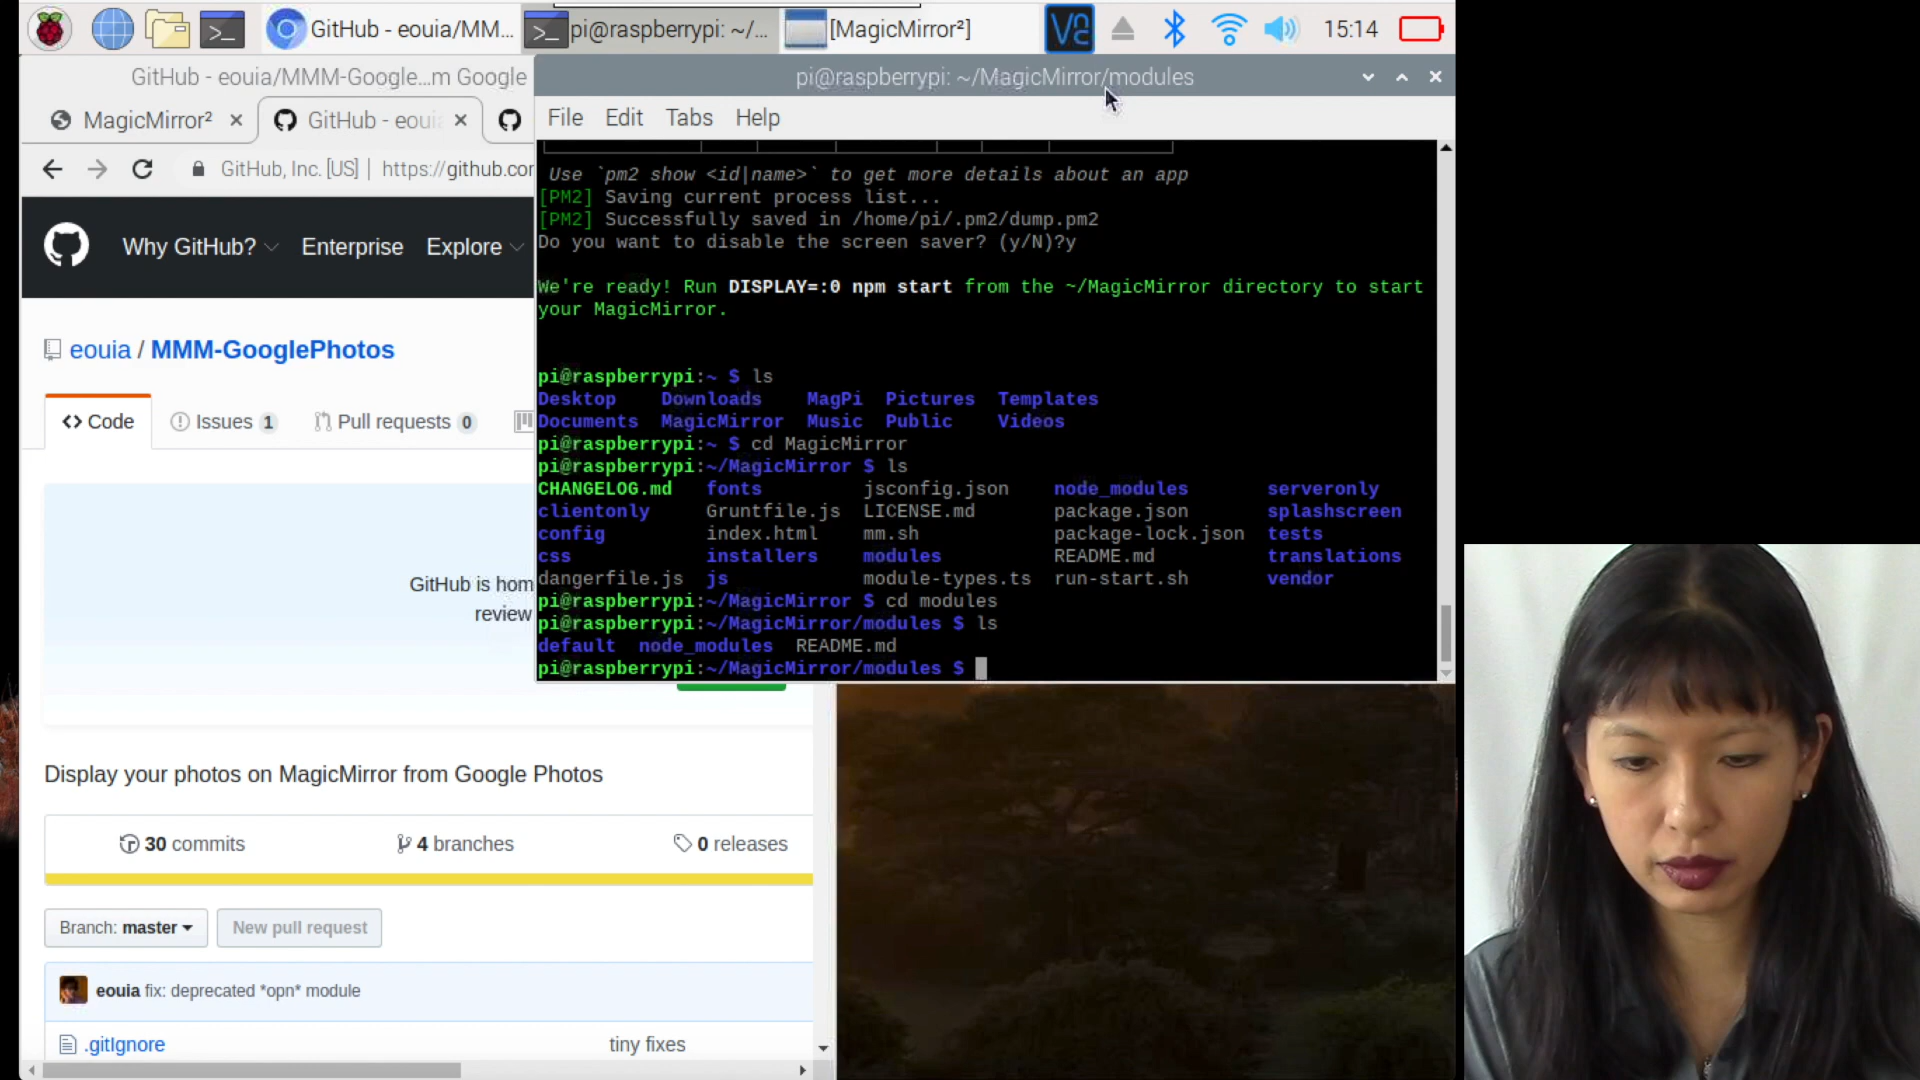 GitHub - eouia/MM...
pi@raspberrypi: ~/...
[MagicMirror²]
15:14
GitHub - eouia/MMM-Google...m Google
MagicMirror²
GitHub - eouia
GitHub, Inc. [US] | https://github.com
Why GitHub?
Enterprise
Explore
eouia / MMM-GooglePhotos
Code
Issues 1
Pull requests 0
GitHub is hom
review
Display your photos on MagicMirror from Google Photos
30 commits
4 branches
0 releases
Branch: master
New pull request
eouia fix: deprecated *opn* module
.gitIgnore
tiny fixes
pi@raspberrypi: ~/MagicMirror/modules
File Edit Tabs Help
Use `pm2 show <id|name>` to get more details about an app
[PM2] Saving current process list...
[PM2] Successfully saved in /home/pi/.pm2/dump.pm2
Do you want to disable the screen saver? (y/N)?y
We're ready! Run DISPLAY=:0 npm start from the ~/MagicMirror directory to start
your MagicMirror.
pi@raspberrypi:~ $ ls
Desktop Downloads MagPi Pictures Templates
Documents MagicMirror Music Public Videos
pi@raspberrypi:~ $ cd MagicMirror
pi@raspberrypi:~/MagicMirror $ ls
CHANGELOG.md fonts jsconfig.json node_modules serveronly
clientonly Gruntfile.js LICENSE.md package.json splashscreen
config index.html mm.sh package-lock.json tests
css installers modules README.md translations
dangerfile.js js module-types.ts run-start.sh vendor
pi@raspberrypi:~/MagicMirror $ cd modules
pi@raspberrypi:~/MagicMirror/modules $ ls
default node_modules README.md
pi@raspberrypi:~/MagicMirror/modules $